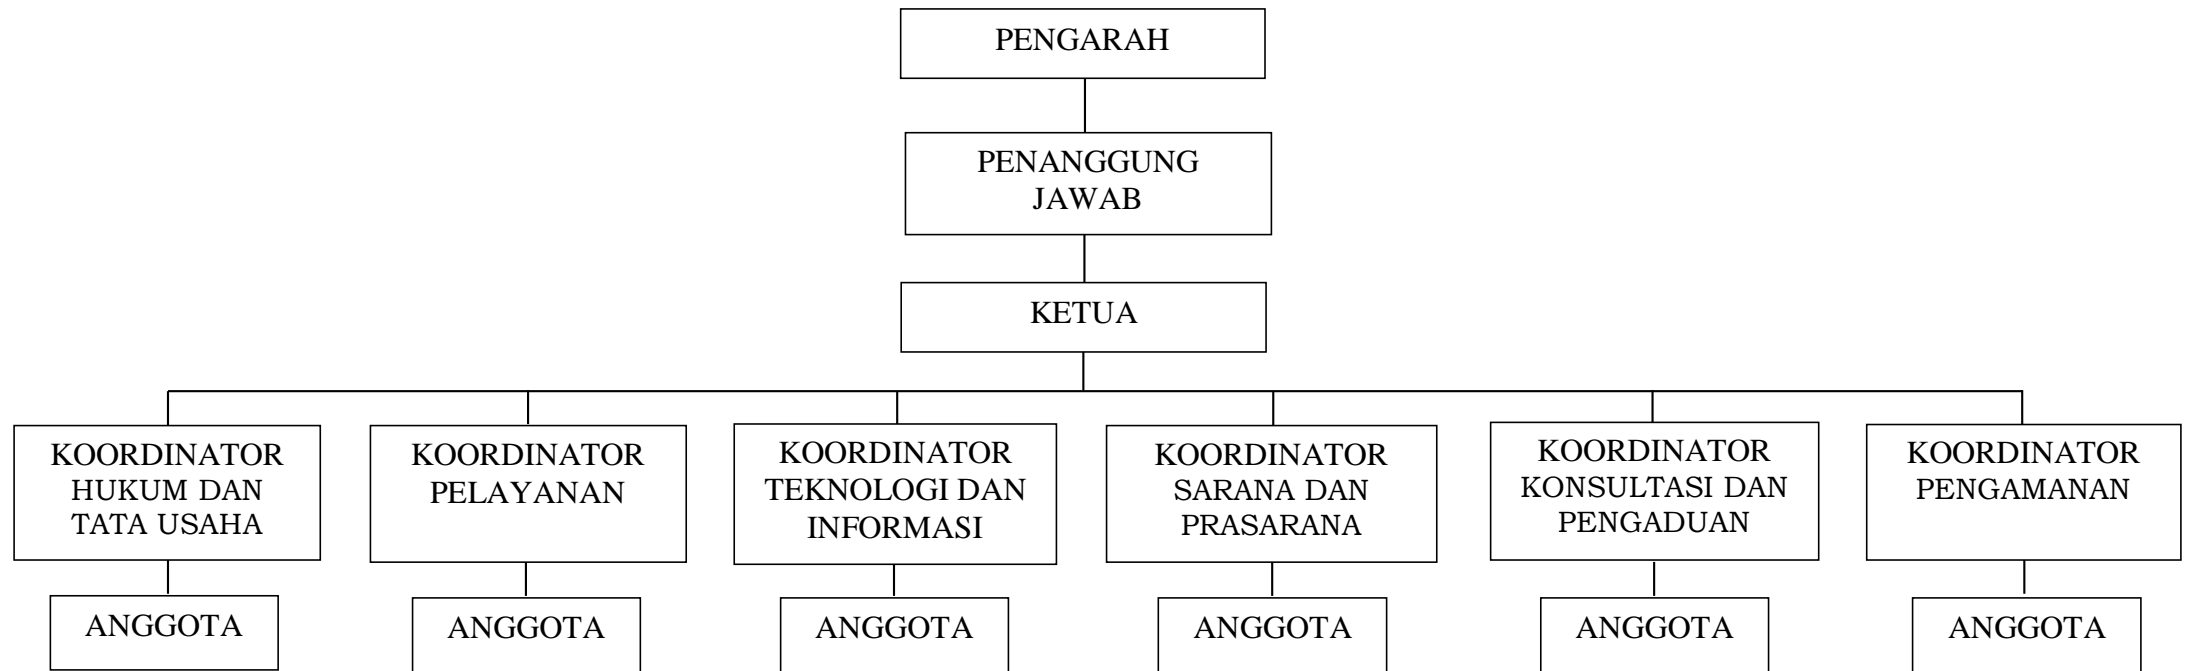 PENGARAH
PENANGGUNG
JAWAB
KETUA
KOORDINATOR
HUKUM DAN
TATA USAHA
KOORDINATOR
PELAYANAN
KOORDINATOR
TEKNOLOGI DAN
INFORMASI
KOORDINATOR
SARANA DAN
PRASARANA
KOORDINATOR
KONSULTASI DAN
PENGADUAN
KOORDINATOR
PENGAMANAN
ANGGOTA
ANGGOTA
ANGGOTA
ANGGOTA
ANGGOTA
ANGGOTA